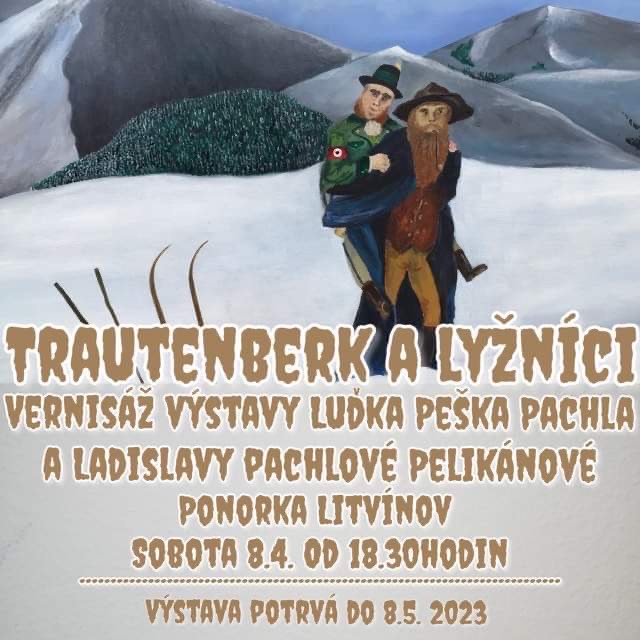 TRAUTENBERK A LYŽNÍCI
VERNISÁŽ VÝSTAVY LUĎKA PEŠKA PACHLA
A LADISLAVY PACHLOVÉ PELIKÁNOVÉ
PONORKA LITVÍNOV
SOBOTA 8.4. OD 18.30HODIN
VÝSTAVA POTRVÁ DO 8.5. 2023